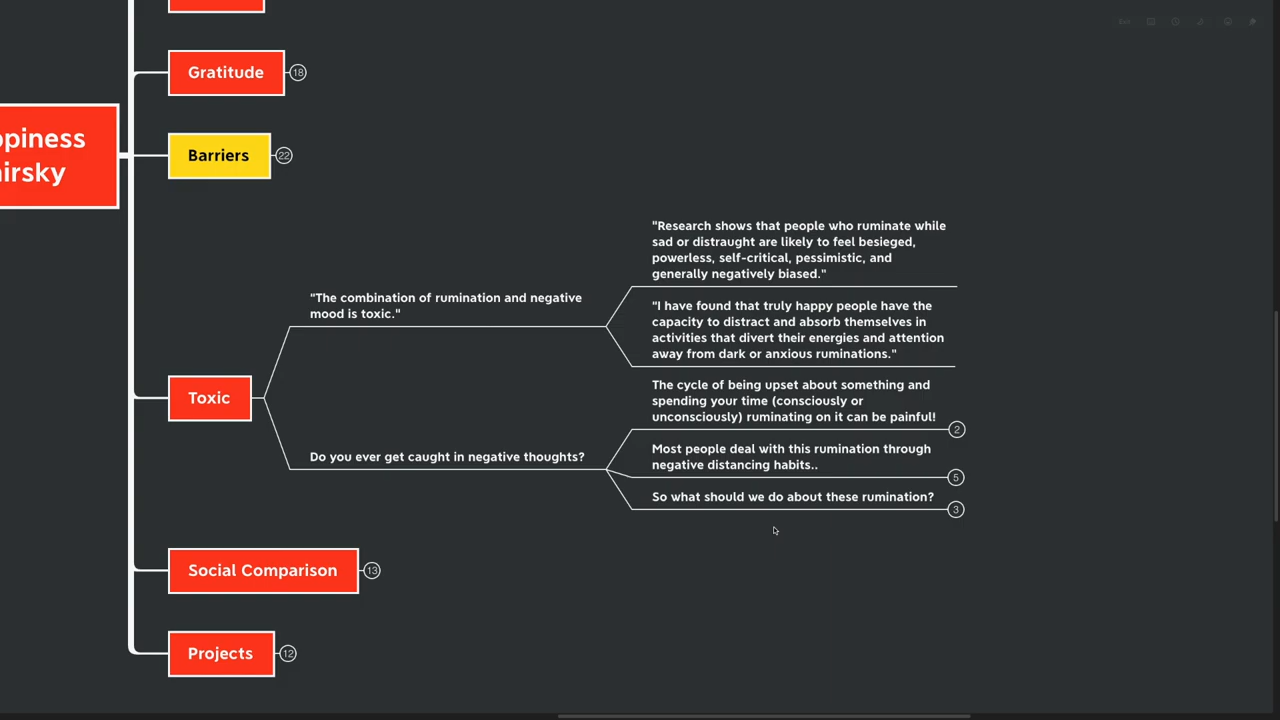 Gratitude
18
opiness
airsky
Barriers
22
"Research shows that people who ruminate while
sad or distraught are likely to feel besieged,
powerless, self-critical, pessimistic, and
generally negatively biased."
"The combination of rumination and negative
mood is toxic."
"I have found that truly happy people have the
capacity to distract and absorb themselves in
activities that divert their energies and attention
away from dark or anxious ruminations."
Toxic
The cycle of being upset about something and
spending your time (consciously or
unconsciously) ruminating on it can be painful!
2
Do you ever get caught in negative thoughts?
Most people deal with this rumination through
negative distancing habits..
5
So what should we do about these rumination?
3
Social Comparison
13
Projects
12